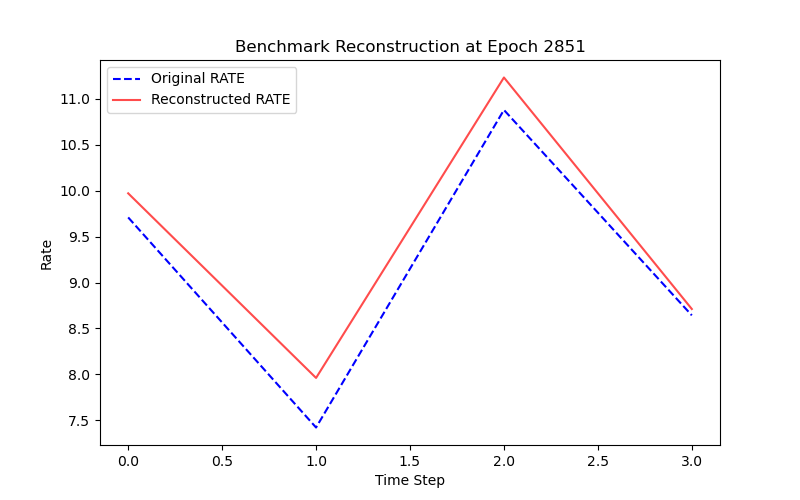 Benchmark Reconstruction at Epoch 2851
Original RATE
Reconstructed RATE
Rate
11.0
10.5
10.0
9.5
9.0
8.5
8.0
7.5
0.0 0.5 1.0 1.5 2.0 2.5 3.0
Time Step